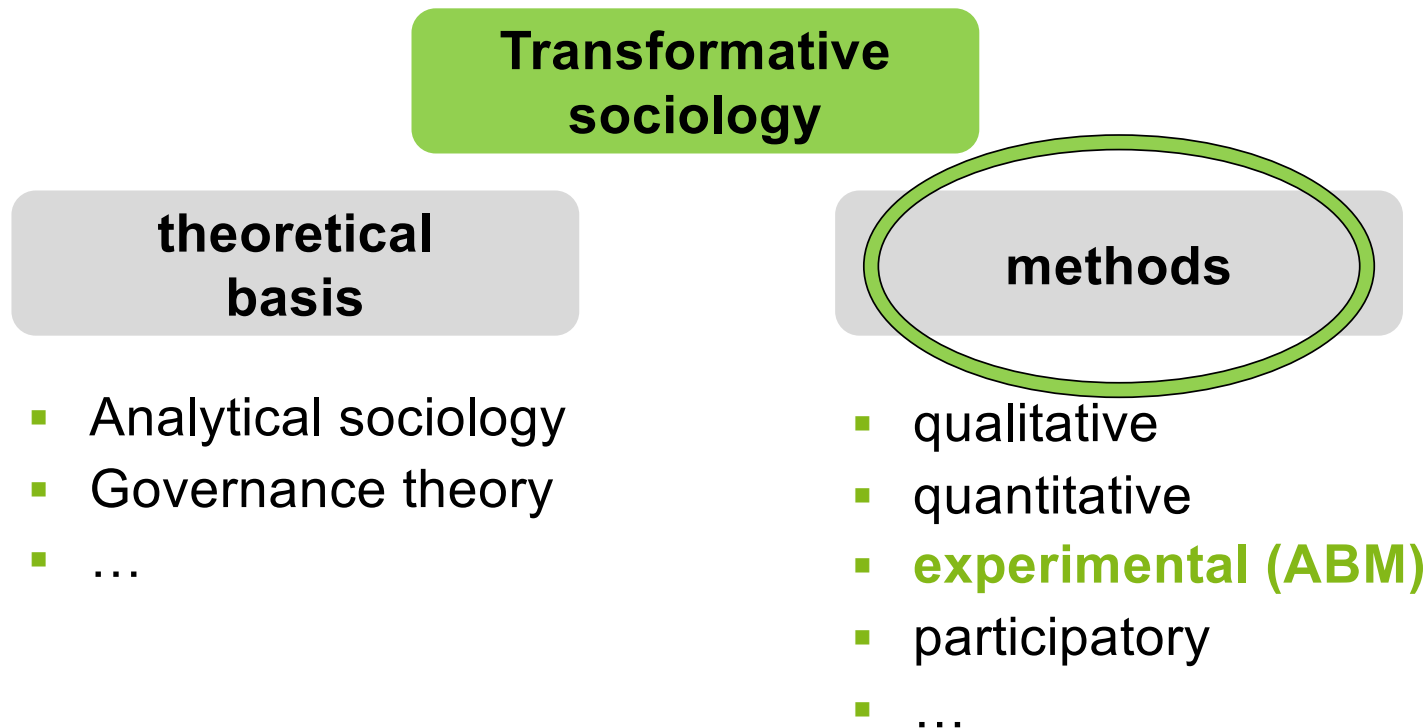 Transformative
sociology
theoretical
basis
▪ Analytical sociology
▪ Governance theory
▪ …
methods
▪ qualitative
▪ quantitative
▪ experimental (ABM)
▪ participatory
▪ …